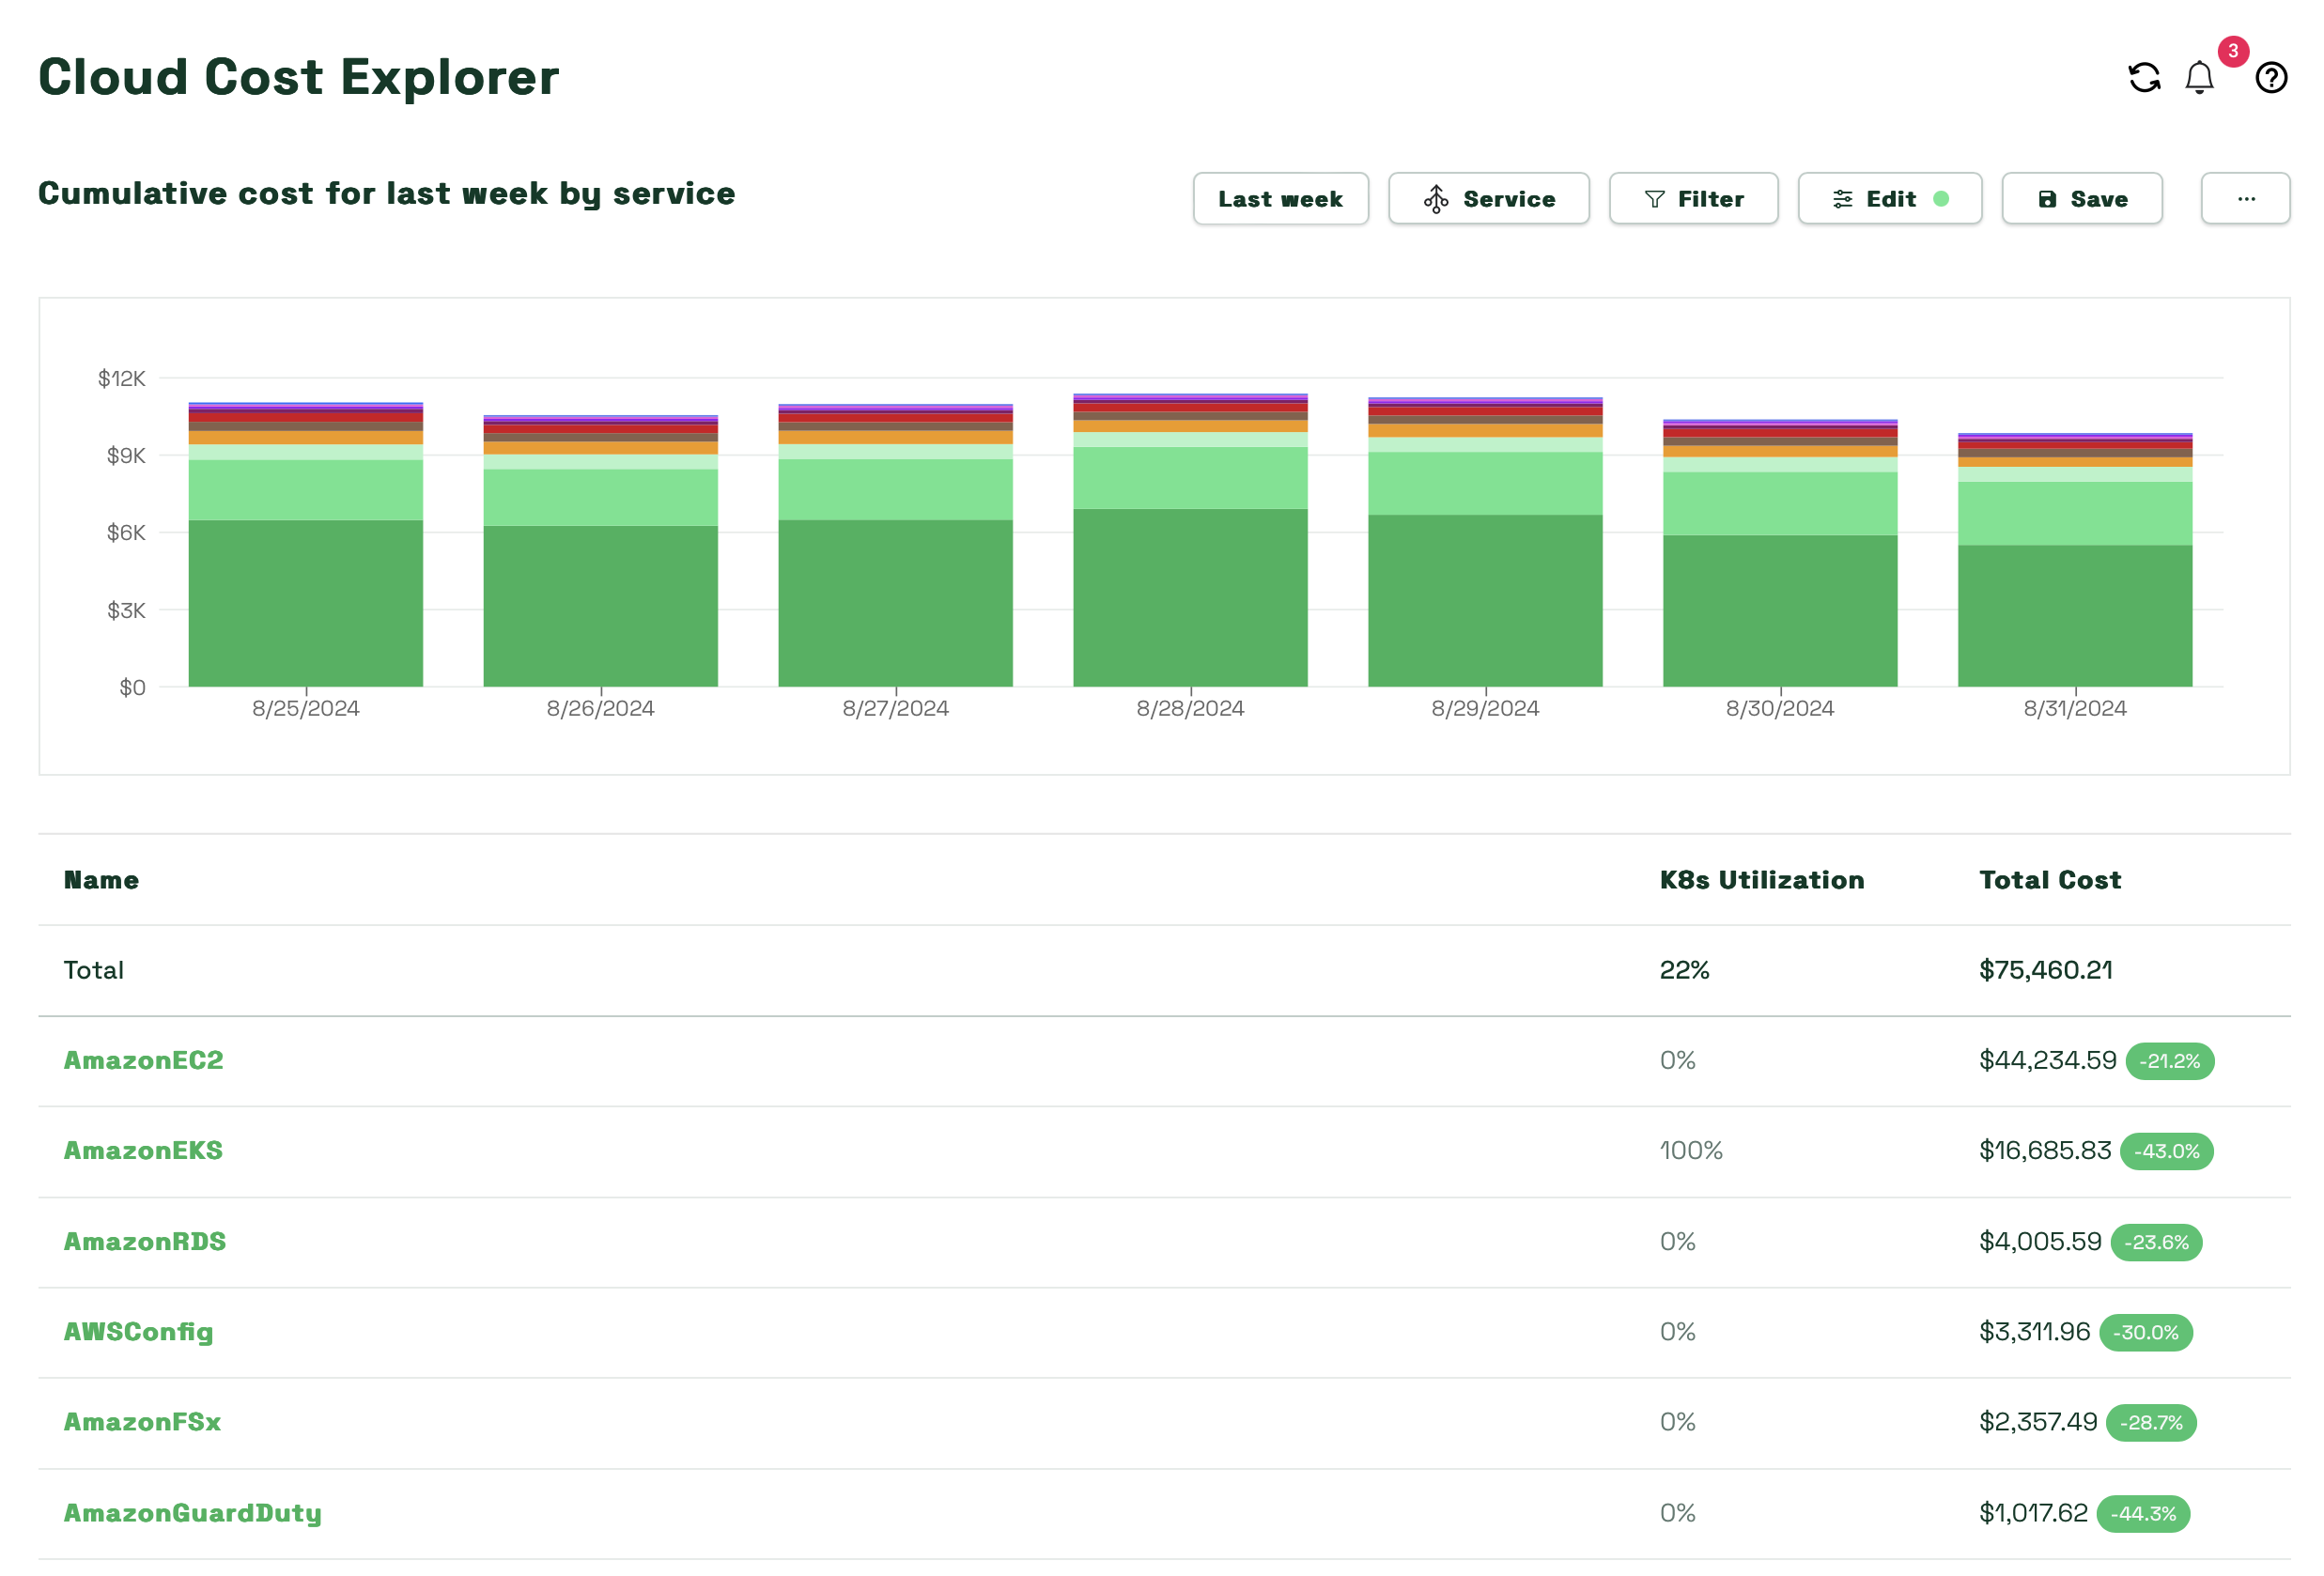 Cloud Cost Explorer
3
Cumulative cost for last week by service
Last week
Service
Filter
Edit
Save
...
$12K
$9K
$6K
$3K
$0
8/25/2024 8/26/2024 8/27/2024 8/28/2024 8/29/2024 8/30/2024 8/31/2024
Name K8s Utilization Total Cost
Total 22% $75,460.21
AmazonEC2 0% $44,234.59 -21.2%
AmazonEKS 100% $16,685.83 -43.0%
AmazonRDS 0% $4,005.59 -23.6%
AWSConfig 0% $3,311.96 -30.0%
AmazonFSx 0% $2,357.49 -28.7%
AmazonGuardDuty 0% $1,017.62 -44.3%